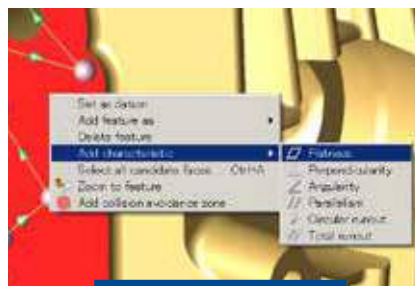 Set as datum
Add feature as
Delete feature
Add characteristic
Select all candidate faces Ctrl+A
Zoom to feature
Add collision avoidance zone
Flatness
Perpendicularity
Angularity
Parallelism
Circular runout
Total runout